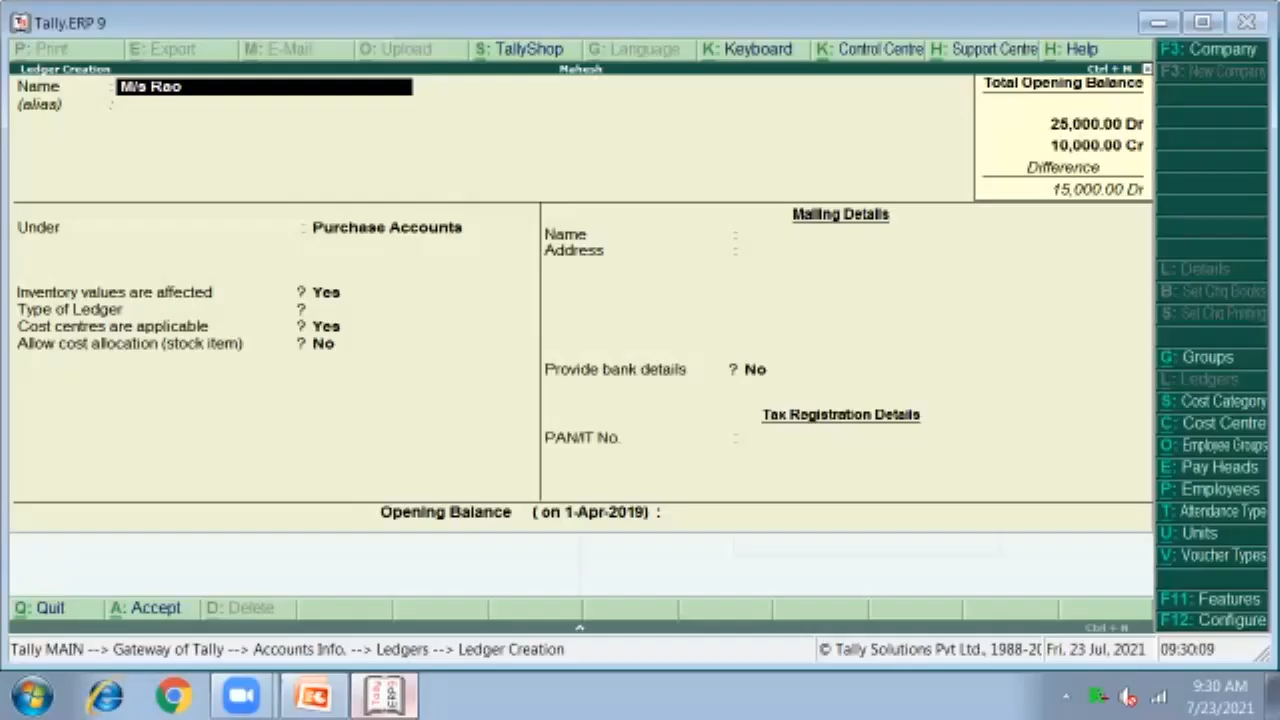 Tally.ERP 9
P: Print E: Export M: E-Mail O: Upload S: TallyShop G: Language K: Keyboard K: Control Centre H: Support Centre H: Help
F3: Company
F3: New Company
Ledger Creation Mahesh Ctrl + M
Name : M/s Rao
(alias) :
Total Opening Balance
25,000.00 Dr
10,000.00 Cr
Difference
15,000.00 Dr
Under : Purchase Accounts
Inventory values are affected ? Yes
Type of Ledger ?
Cost centres are applicable ? Yes
Allow cost allocation (stock item) ? No
Mailing Details
Name :
Address :
Provide bank details ? No
Tax Registration Details
PAN/IT No. :
Opening Balance ( on 1-Apr-2019) :
L: Details
B: Set Chq Books
S: Set Chq Printing
G: Groups
L: Ledgers
S: Cost Category
C: Cost Centre
O: Employee Groups
E: Pay Heads
P: Employees
T: Attendance Type
U: Units
V: Voucher Types
F11: Features
F12: Configure
Q: Quit A: Accept D: Delete
Ctrl + N
Tally MAIN --> Gateway of Tally --> Accounts Info. --> Ledgers --> Ledger Creation © Tally Solutions Pvt Ltd., 1988-20 Fri, 23 Jul, 2021 09:30:09
Tally ERP9
9:30 AM
7/23/2021